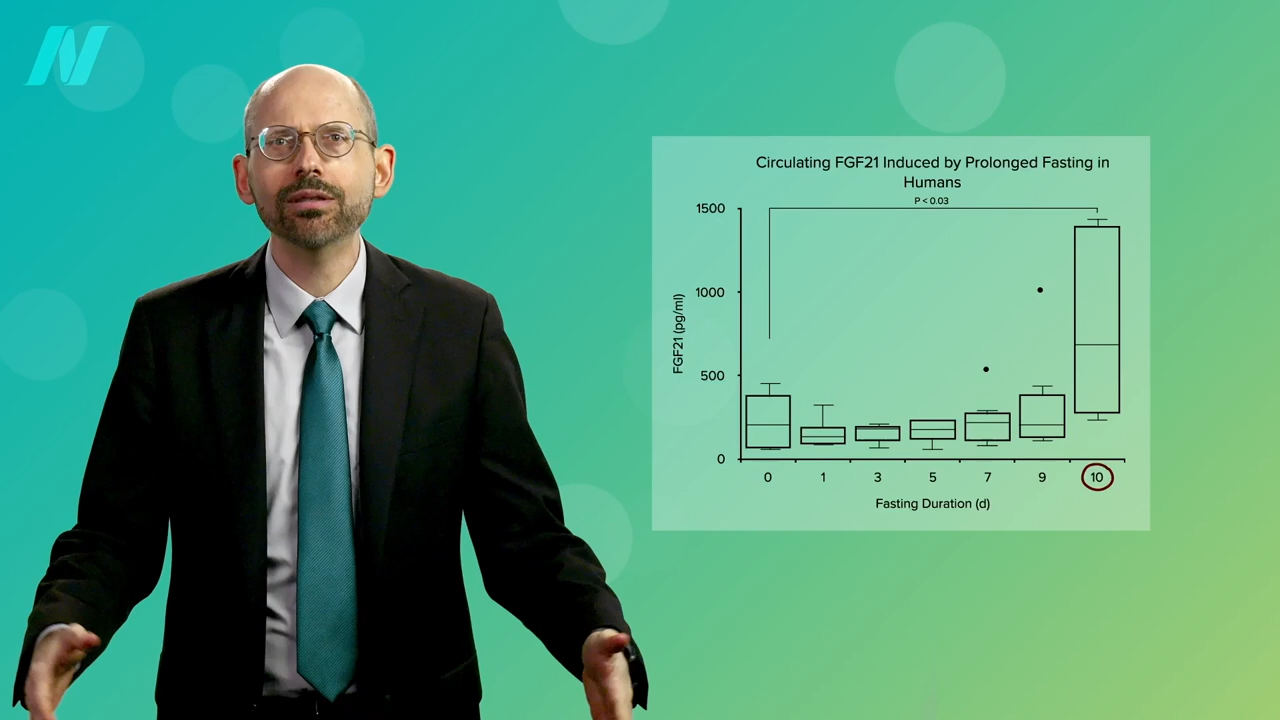 N
Circulating FGF21 Induced by Prolonged Fasting in
Humans
P < 0.03
FGF21 (pg/ml)
1500
1000
500
0
0 1 3 5 7 9 10
Fasting Duration (d)